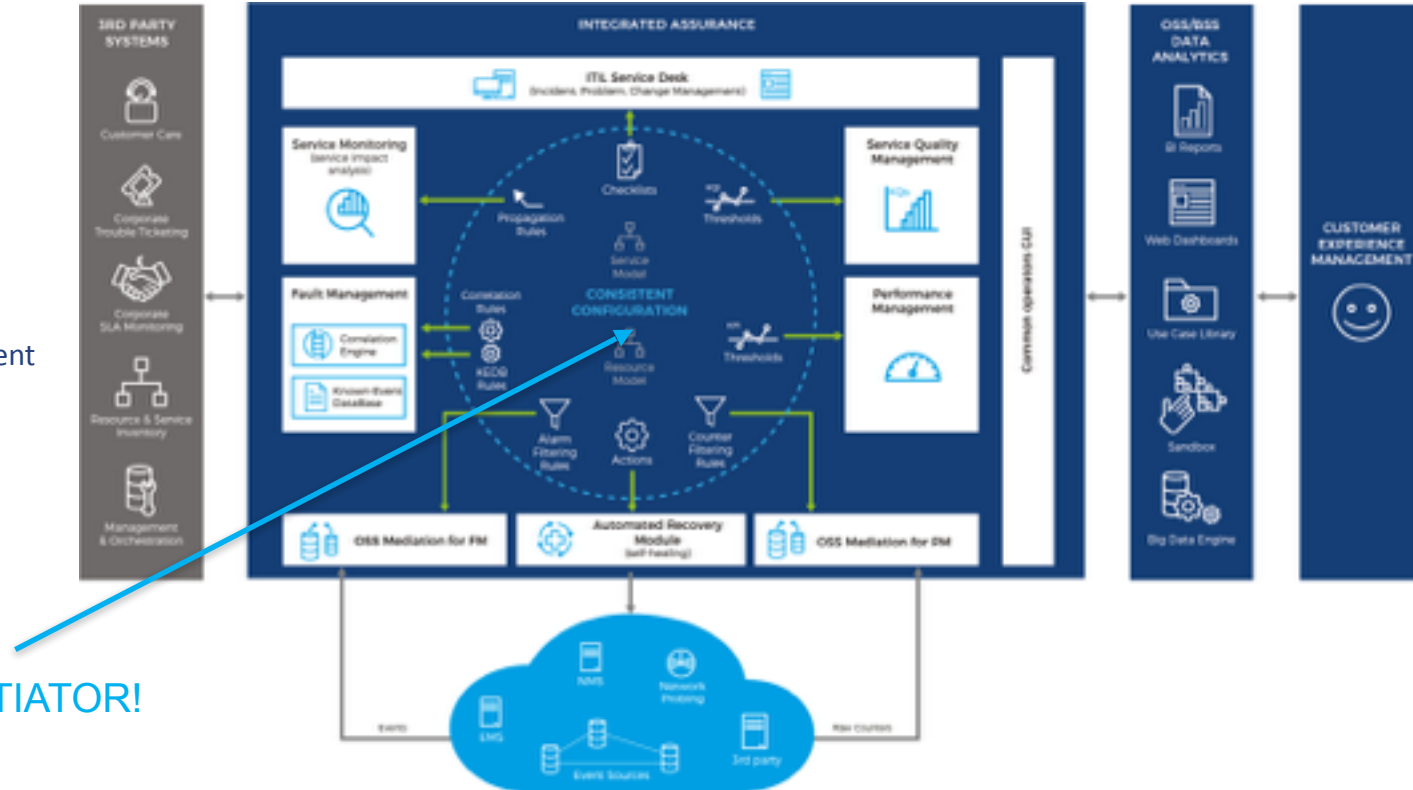 3RD PARTY
SYSTEMS
Customer Care
Corporate
Trouble Ticketing
Corporate
SLA Monitoring
Resource & Service
Inventory
Management
& Orchestration
ent
TIATOR!
INTEGRATED ASSURANCE
ITIL Service Desk
(Incident, Problem, Change Management)
Service Monitoring
(service impact
analysis)
Checklists
Propagation
Rules
KQI
Thresholds
Service Quality
Management
KQIs
Service
Model
CONSISTENT
CONFIGURATION
Resource
Model
Fault Management
Correlation
Engine
Known-Event
DataBase
Correlation
Rules
KEDB
Rules
KPI
Thresholds
Performance
Management
Alarm
Filtering
Rules
Actions
Counter
Filtering
Rules
OSS Mediation for FM
Automated Recovery
Module
(self-healing)
OSS Mediation for PM
Common operators GUI
Events
NMS
Network
Probing
EMS
Event Sources
3rd party
Raw Counters
OSS/BSS
DATA
ANALYTICS
BI Reports
Web Dashboards
Use Case Library
Sandbox
Big Data Engine
CUSTOMER
EXPERIENCE
MANAGEMENT